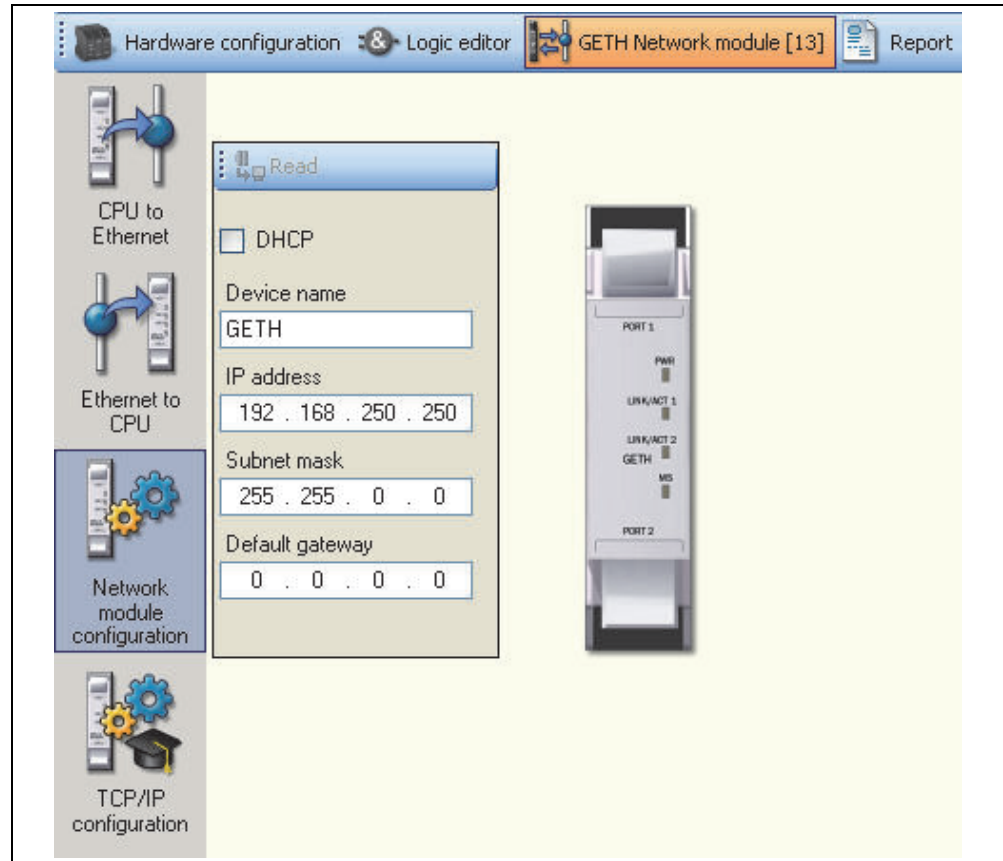 Hardware configuration
Logic editor
GETH Network module [13]
Report
CPU to
Ethernet
Ethernet to
CPU
Network
module
configuration
TCP/IP
configuration
Read
DHCP
Device name
GETH
IP address
192 . 168 . 250 . 250
Subnet mask
255 . 255 . 0 . 0
Default gateway
0 . 0 . 0 . 0
PORT 1
PWR
LINK/ACT 1
LINK/ACT 2
GETH
MS
PORT 2